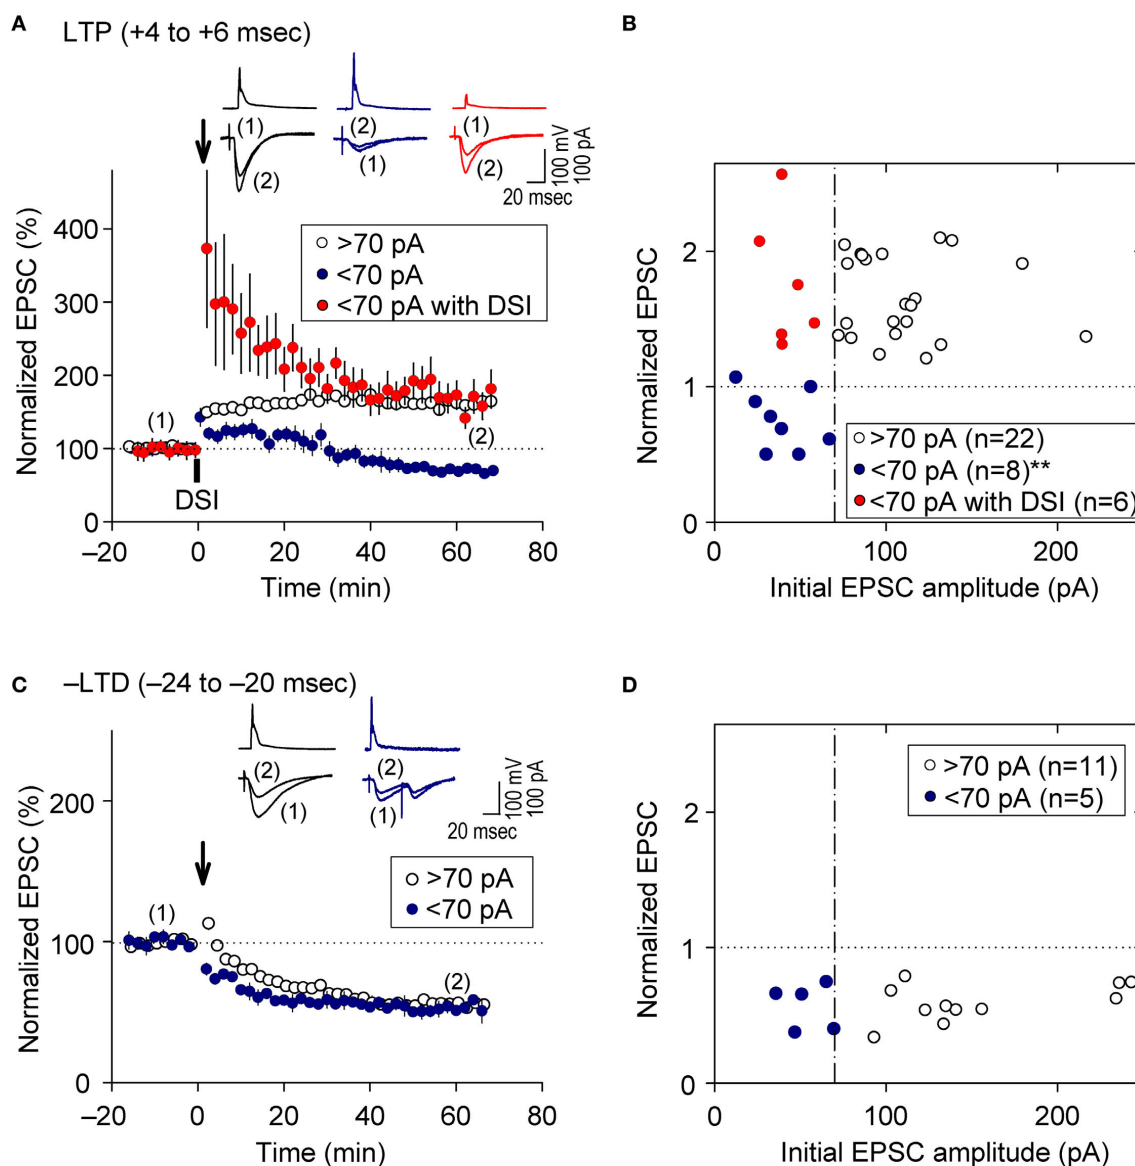 A
LTP (+4 to +6 msec)
(1)
(2)
(2)
(1)
(1)
(2)
100 mV
100 pA
20 msec
>70 pA
<70 pA
<70 pA with DSI
(1)
(2)
DSI
Normalized EPSC (%)
400
300
200
100
0
–20
0
20
40
60
80
Time (min)
B
Normalized EPSC
2
1
0
>70 pA (n=22)
<70 pA (n=8)**
<70 pA with DSI (n=6)
0
100
200
Initial EPSC amplitude (pA)
C
–LTD (–24 to –20 msec)
(2)
(1)
(2)
(1)
100 mV
100 pA
20 msec
>70 pA
<70 pA
(1)
(2)
Normalized EPSC (%)
200
100
0
–20
0
20
40
60
80
Time (min)
D
Normalized EPSC
2
1
0
>70 pA (n=11)
<70 pA (n=5)
0
100
200
Initial EPSC amplitude (pA)